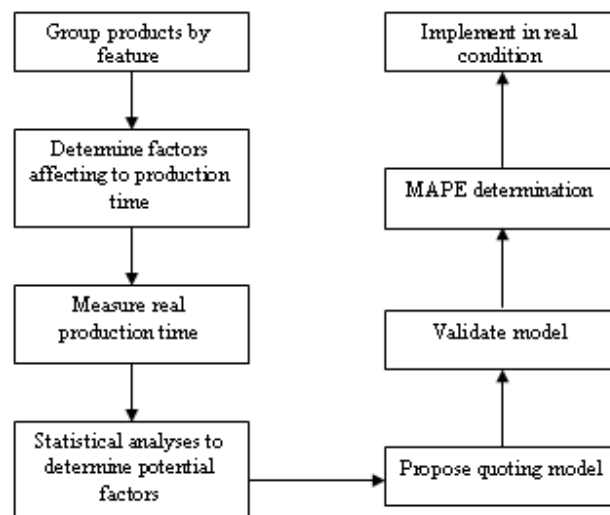 Group products by
feature
Determine factors
affecting to production
time
Measure real
production time
Statistical analyses to
determine potential
factors
Propose quoting model
Validate model
MAPE determination
Implement in real
condition